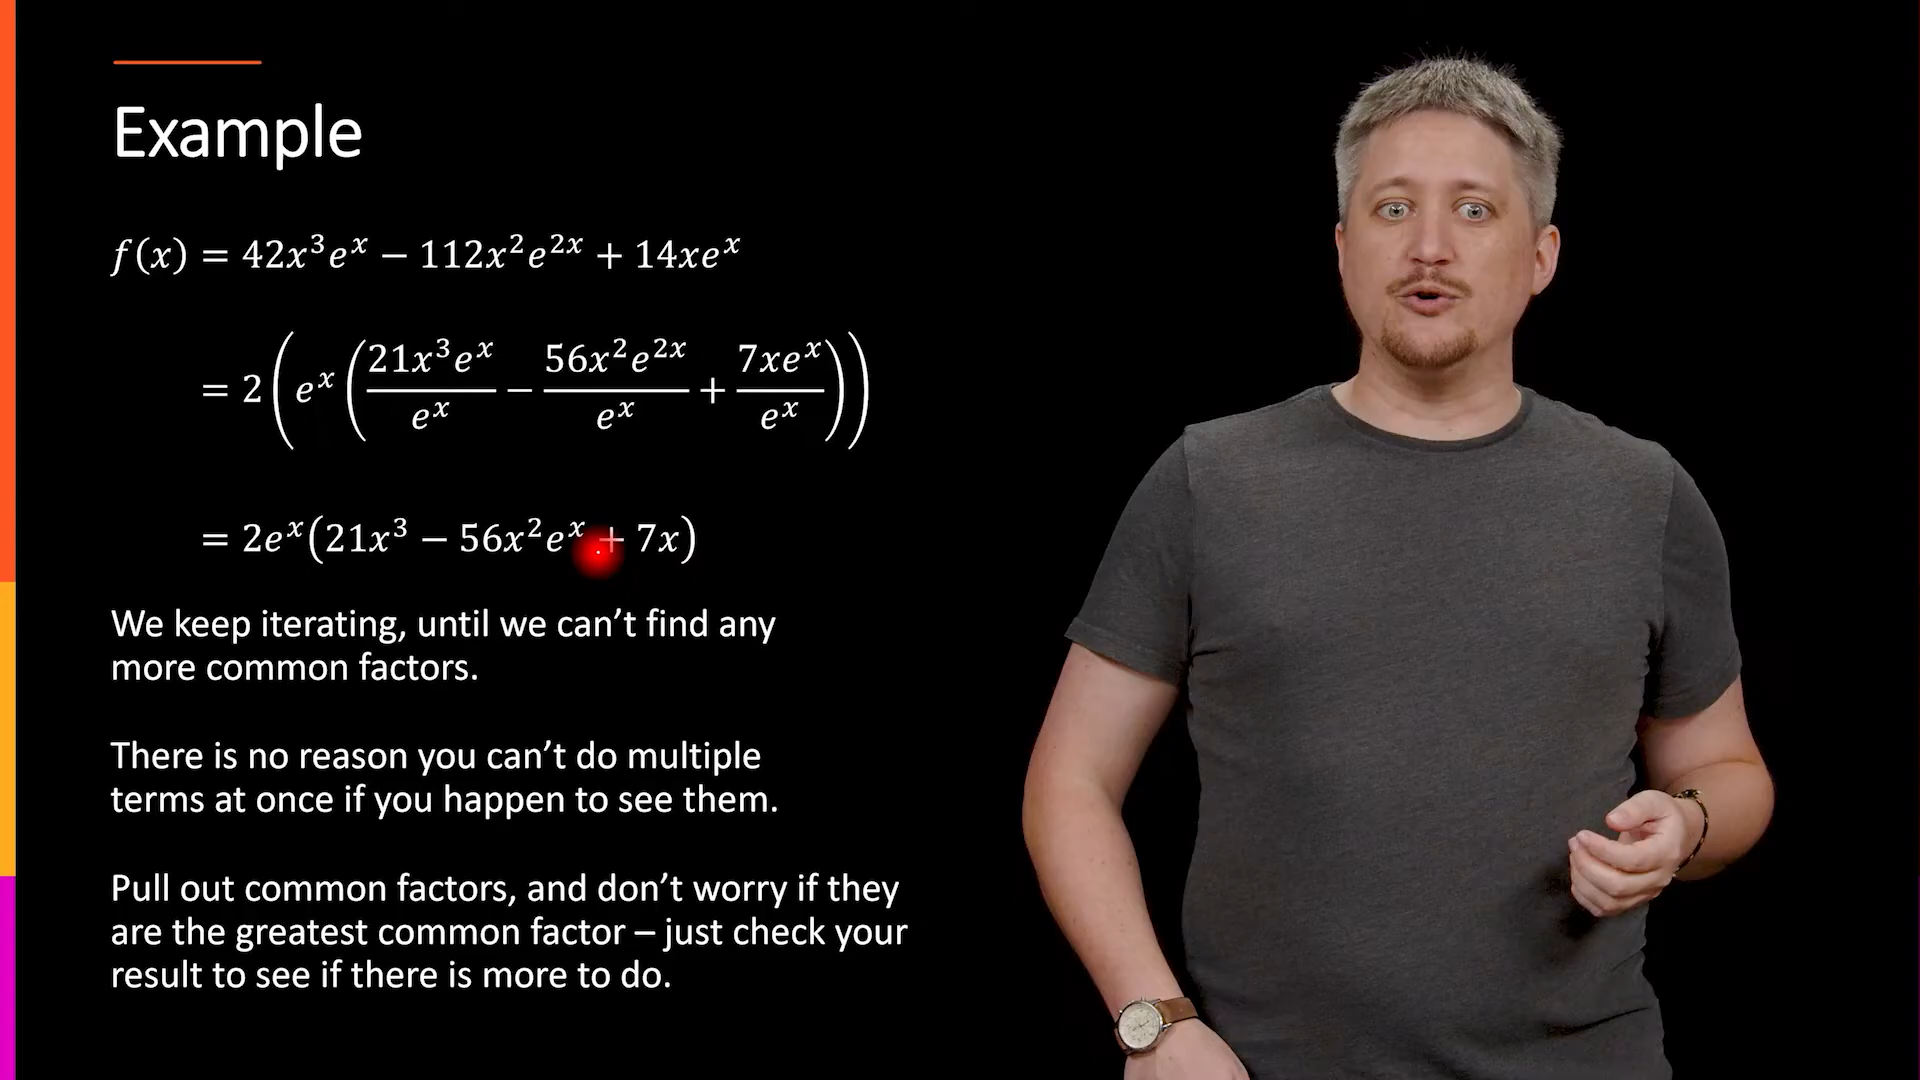 Example
f(x) = 42x³eˣ − 112x²e²ˣ + 14xeˣ
= 2(eˣ(21x³eˣ/eˣ − 56x²e²ˣ/eˣ + 7xeˣ/eˣ))
= 2eˣ(21x³ − 56x²eˣ + 7x)
We keep iterating, until we can't find any
more common factors.
There is no reason you can't do multiple
terms at once if you happen to see them.
Pull out common factors, and don't worry if they
are the greatest common factor – just check your
result to see if there is more to do.